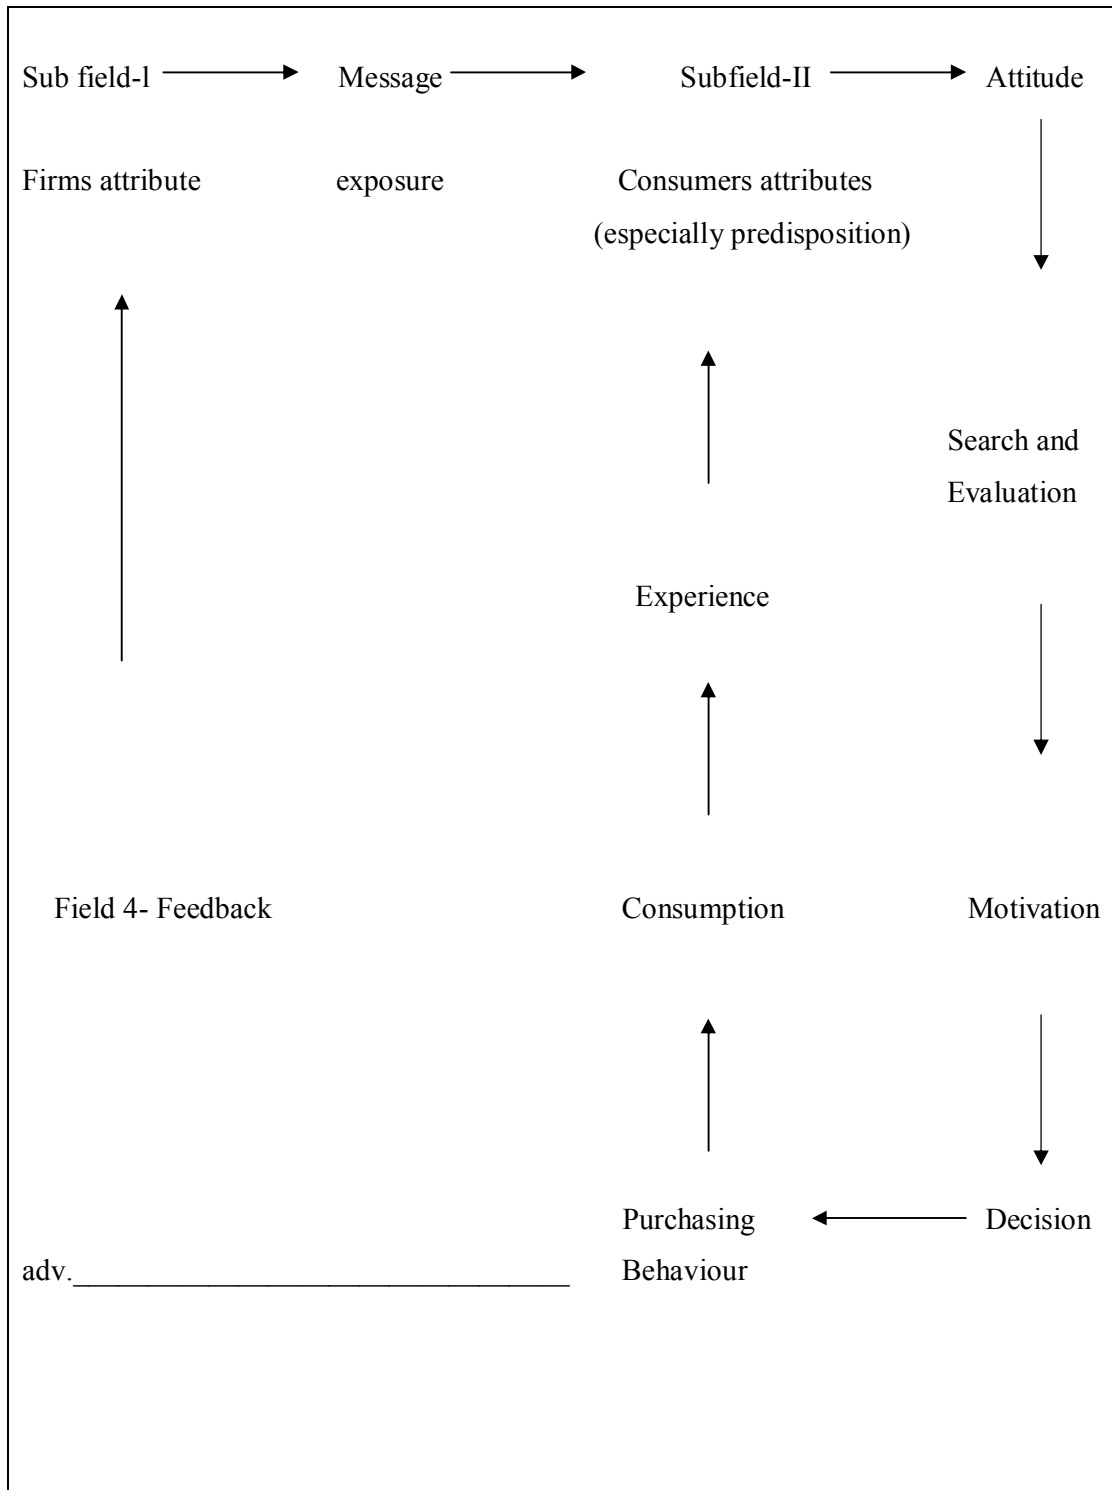 Sub field-l Message Subfield-II Attitude
Firms attribute exposure Consumers attributes
(especially predisposition)
Search and
Evaluation
Experience
Field 4- Feedback Consumption Motivation
Purchasing Decision
adv.__________________________________ Behaviour